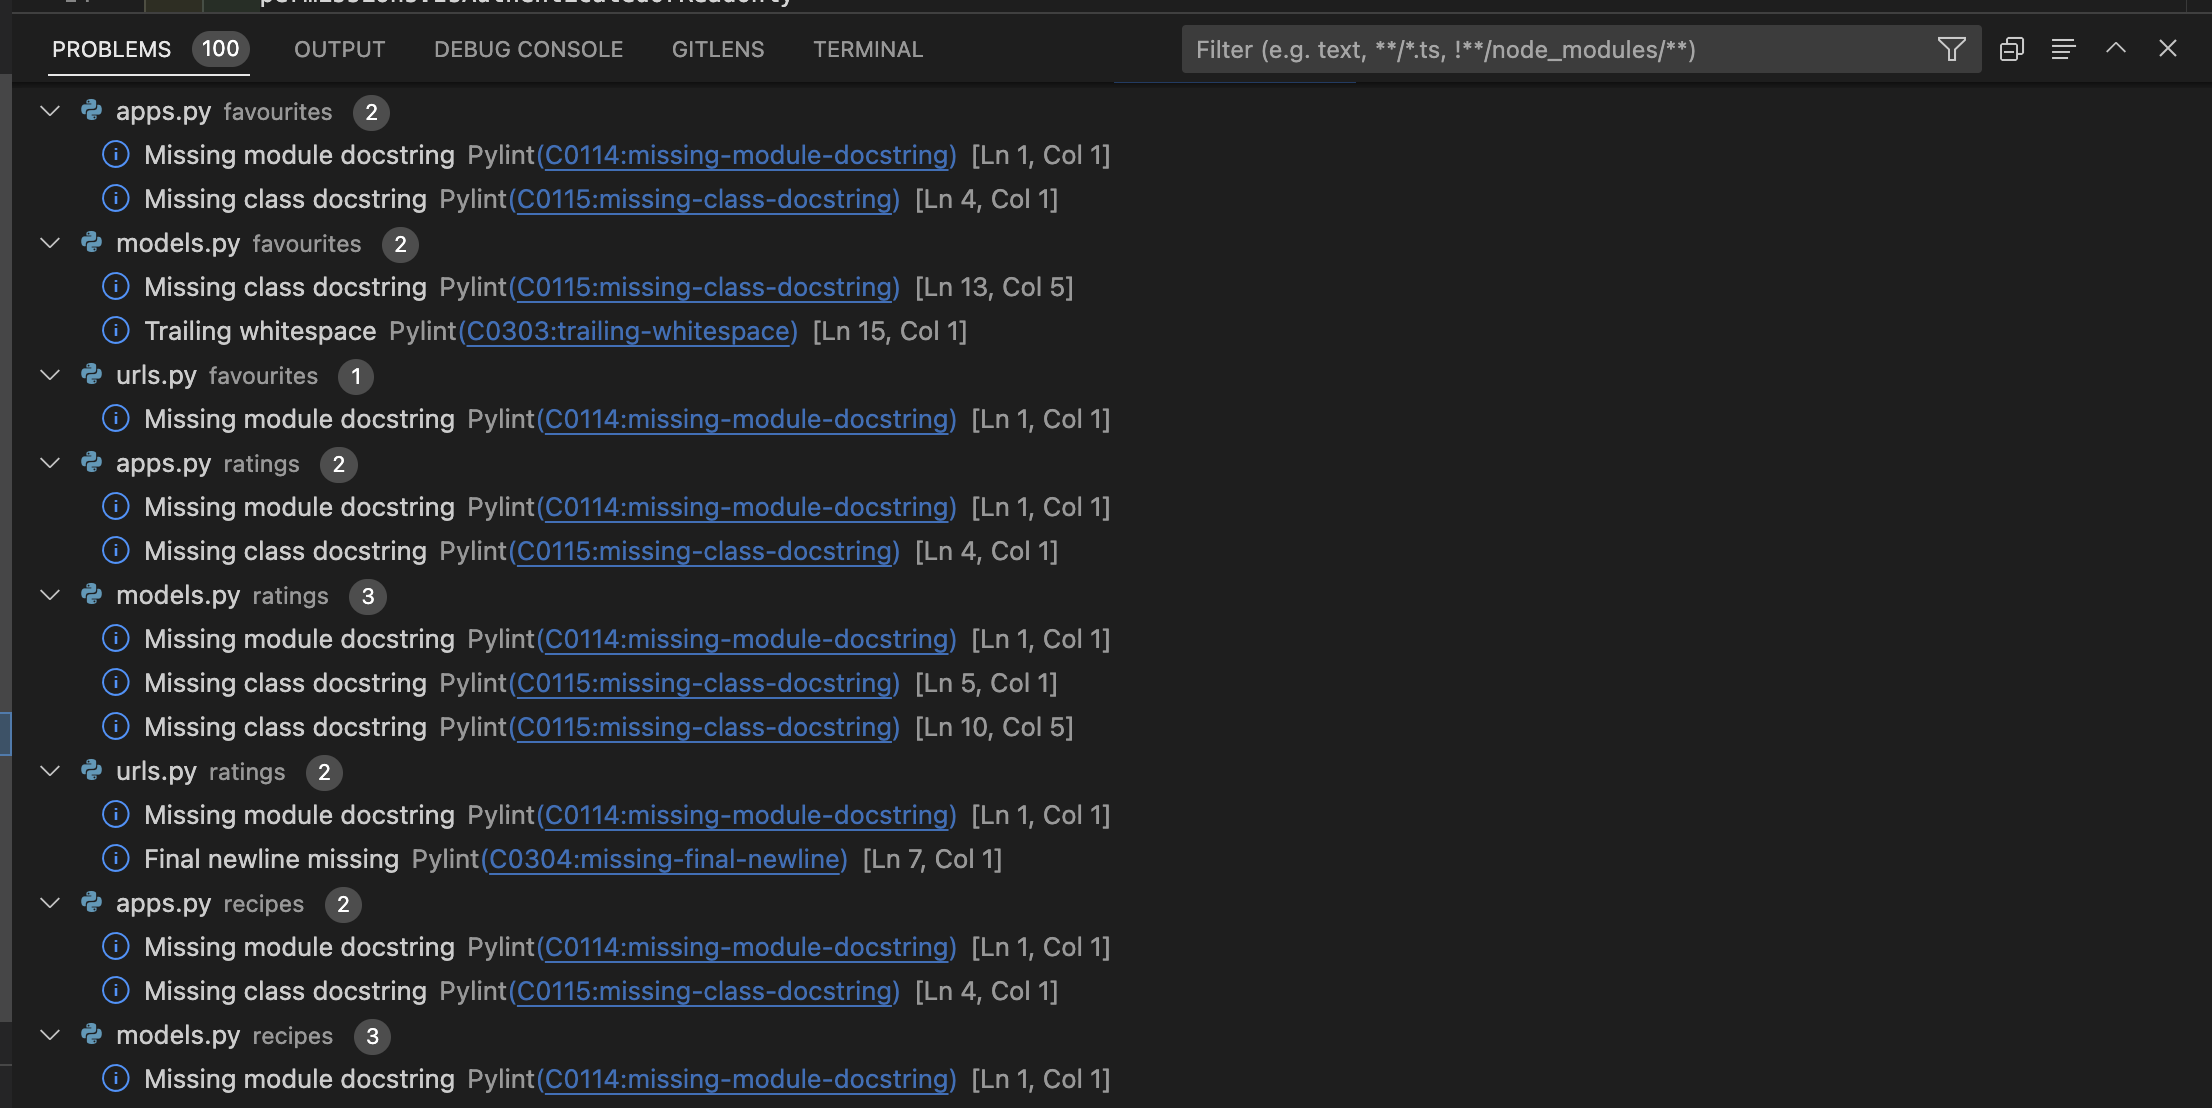 PROBLEMS 100 OUTPUT DEBUG CONSOLE GITLENS TERMINAL Filter (e.g. text, **/*.ts, !**/node_modules/**)
apps.py favourites 2
Missing module docstring Pylint(C0114:missing-module-docstring) [Ln 1, Col 1]
Missing class docstring Pylint(C0115:missing-class-docstring) [Ln 4, Col 1]
models.py favourites 2
Missing class docstring Pylint(C0115:missing-class-docstring) [Ln 13, Col 5]
Trailing whitespace Pylint(C0303:trailing-whitespace) [Ln 15, Col 1]
urls.py favourites 1
Missing module docstring Pylint(C0114:missing-module-docstring) [Ln 1, Col 1]
apps.py ratings 2
Missing module docstring Pylint(C0114:missing-module-docstring) [Ln 1, Col 1]
Missing class docstring Pylint(C0115:missing-class-docstring) [Ln 4, Col 1]
models.py ratings 3
Missing module docstring Pylint(C0114:missing-module-docstring) [Ln 1, Col 1]
Missing class docstring Pylint(C0115:missing-class-docstring) [Ln 5, Col 1]
Missing class docstring Pylint(C0115:missing-class-docstring) [Ln 10, Col 5]
urls.py ratings 2
Missing module docstring Pylint(C0114:missing-module-docstring) [Ln 1, Col 1]
Final newline missing Pylint(C0304:missing-final-newline) [Ln 7, Col 1]
apps.py recipes 2
Missing module docstring Pylint(C0114:missing-module-docstring) [Ln 1, Col 1]
Missing class docstring Pylint(C0115:missing-class-docstring) [Ln 4, Col 1]
models.py recipes 3
Missing module docstring Pylint(C0114:missing-module-docstring) [Ln 1, Col 1]